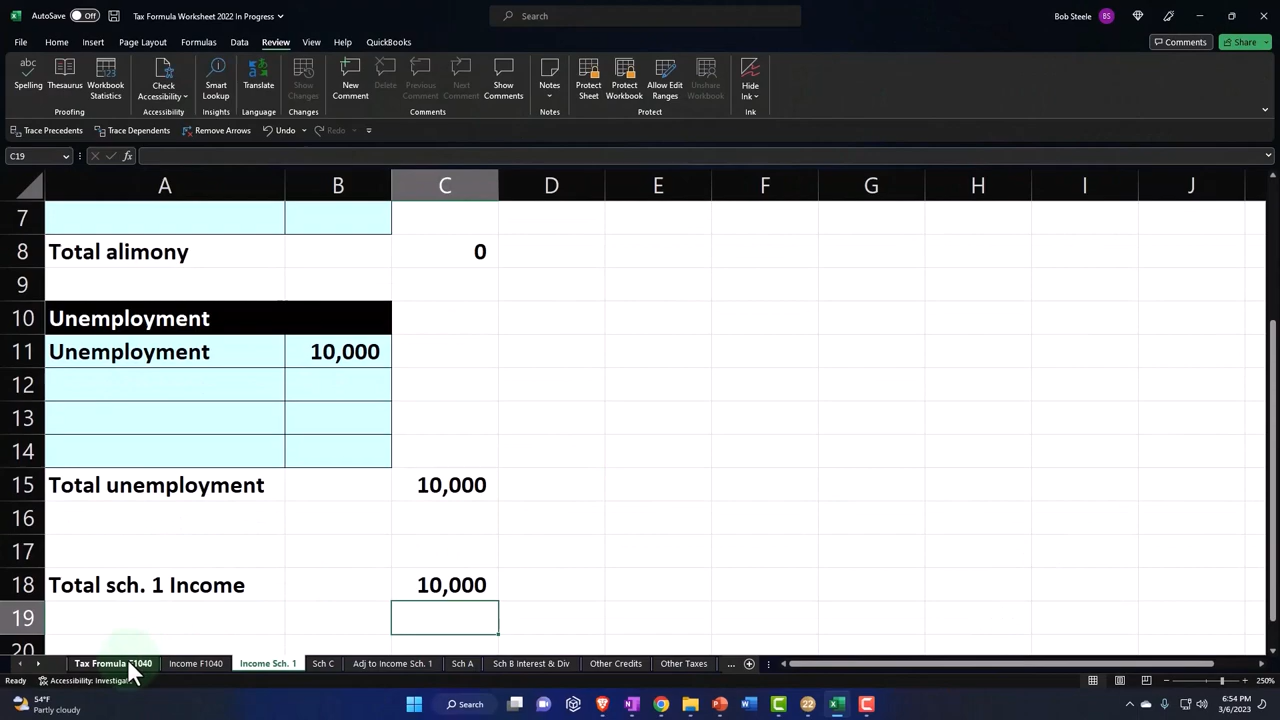 AutoSave Off Tax Formula Worksheet 2022 In Progress Search Bob Steele BS
File Home Insert Page Layout Formulas Data Review View Help QuickBooks Comments Share
Spelling Thesaurus Workbook Statistics Check Accessibility Smart Lookup Translate Show Changes New Comment Delete Previous Comment Next Comment Show Comments Notes Protect Sheet Protect Workbook Allow Edit Ranges Unshare Workbook Hide Ink
Proofing Accessibility Insights Language Changes Comments Notes Protect Ink
Trace Precedents Trace Dependents Remove Arrows Undo Redo
C19 fx
A B C D E F G H I J
7
8 Total alimony 0
9
10 Unemployment
11 Unemployment 10,000
12
13
14
15 Total unemployment 10,000
16
17
18 Total sch. 1 Income 10,000
19
20
Income F1040 Income Sch. 1 Sch C Adj to Income Sch. 1 Sch A Sch B Interest & Div Other Credits Other Taxes ...
Ready Accessibility: 250%
54°F Search 22 6:54 PM
Partly cloudy 3/6/2023